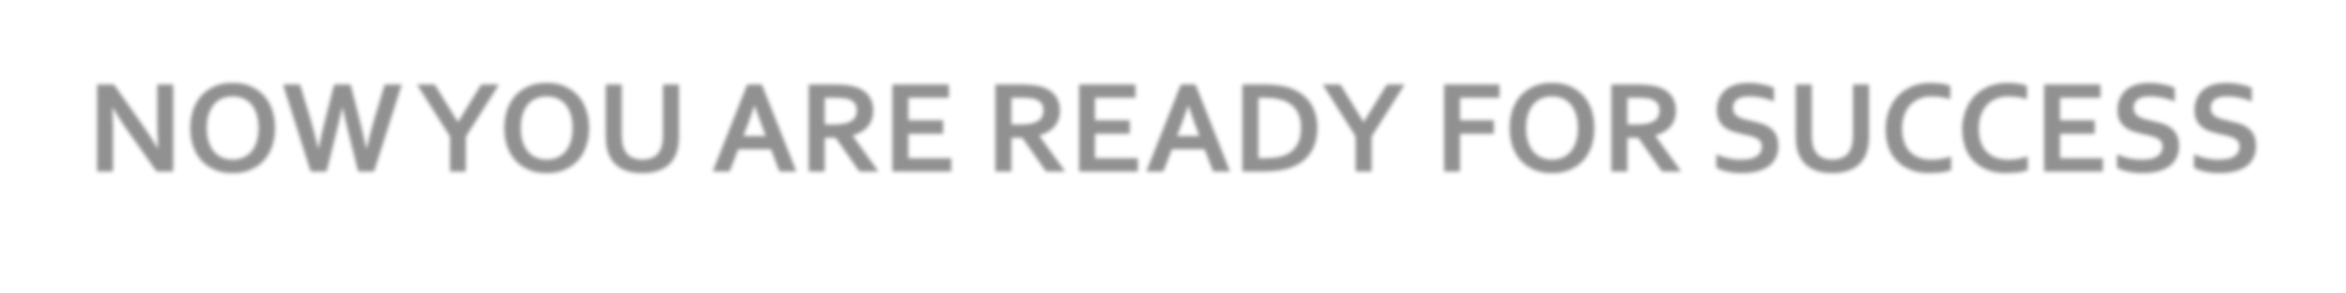 NOW YOU ARE READY FOR SUCCESS